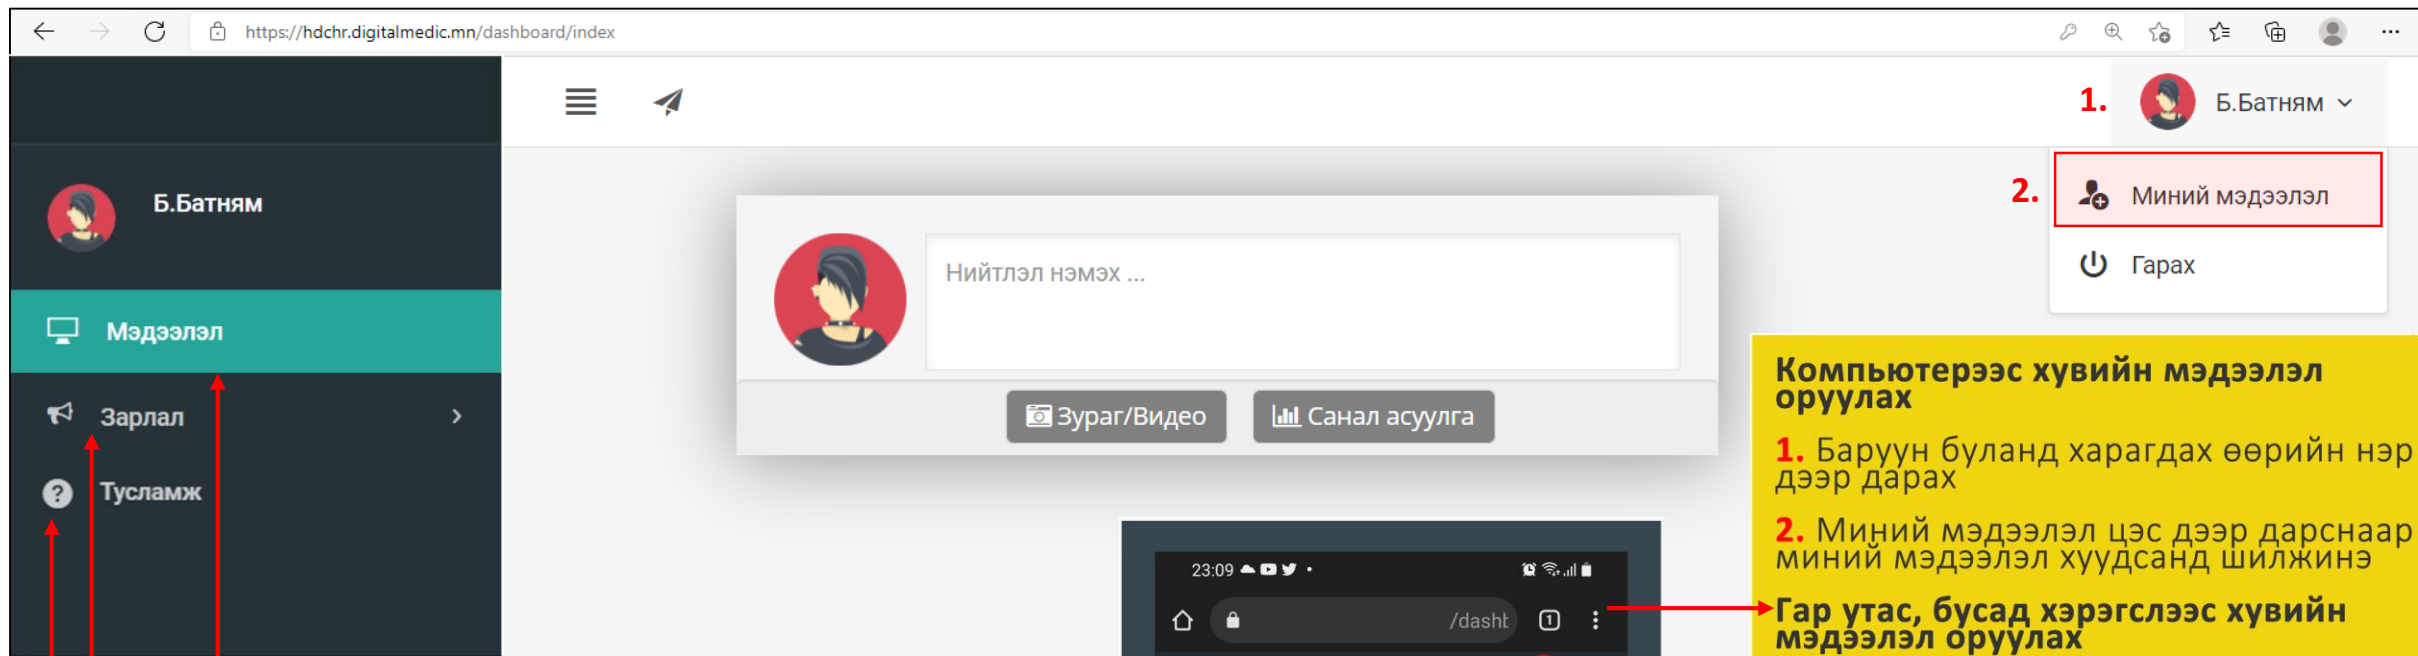 https://hdchr.digitalmedic.mn/dashboard/index
1.
Б.Батням
2.
Миний мэдээлэл
Гарах
Б.Батням
Мэдээлэл
Зарлал
Тусламж
Нийтлэл нэмэх ...
Зураг/Видео
Санал асуулга
23:09
/dasht
1
Компьютерээс хувийн мэдээлэл
оруулах
1. Баруун буланд харагдах өөрийн нэр
дээр дарах
2. Миний мэдээлэл цэс дээр дарснаар
миний мэдээлэл хуудсанд шилжинэ
Гар утас, бусад хэрэгслээс хувийн
мэдээлэл оруулах